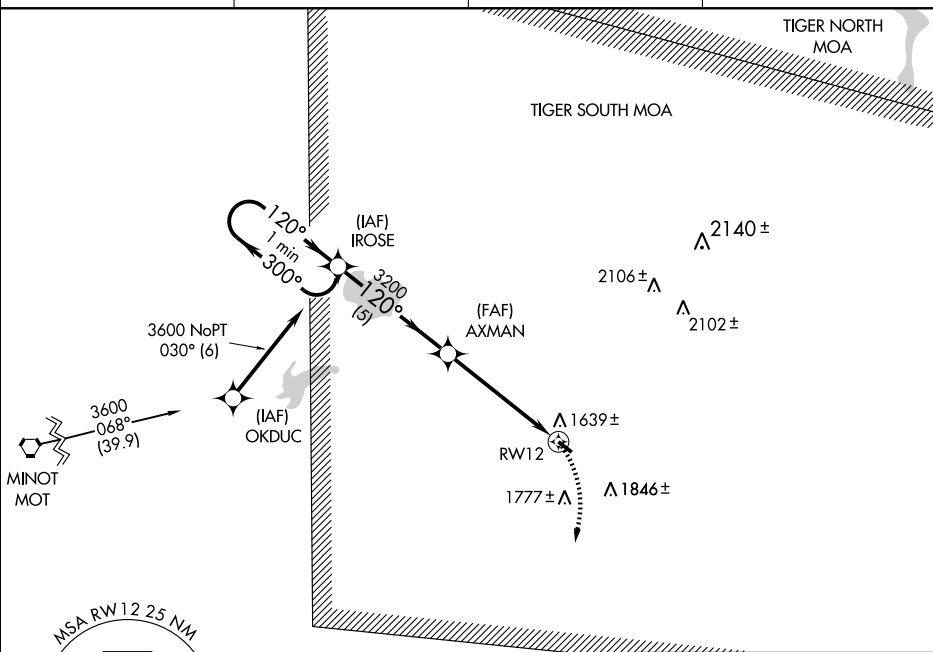 TIGER NORTH
MOA
TIGER SOUTH MOA
(IAF)
IROSE
120°
1 min
300°
3200
120°
(5)
2140 ±
2106 ±
2102 ±
(FAF)
AXMAN
3600 NoPT
030° (6)
(IAF)
OKDUC
3600
068°
(39.9)
MINOT
MOT
1639 ±
RW12
1777 ±
1846 ±
MSA RW12 25 NM